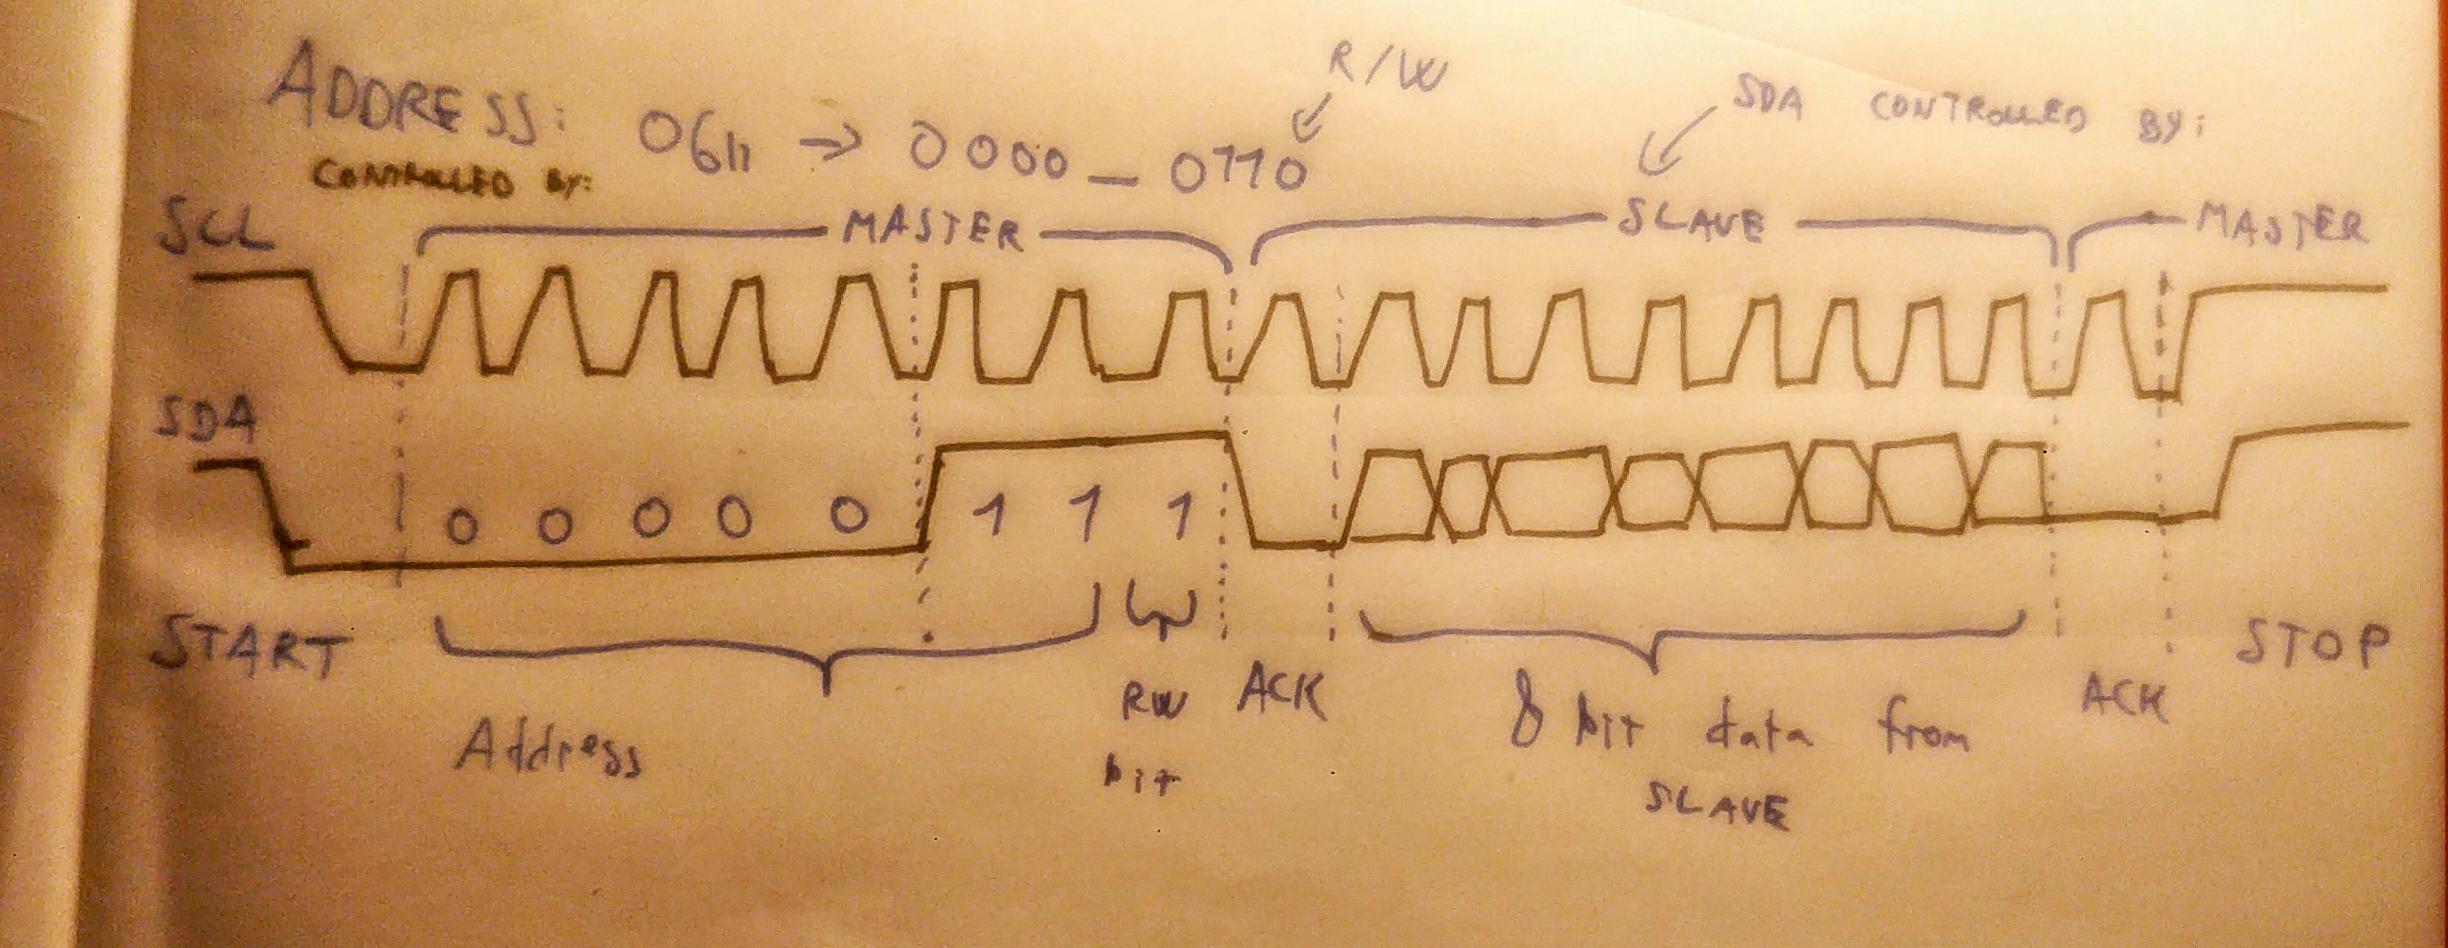 R/W
ADDRESS: 06h → 0000_0110
SDA CONTROLLED BY:
CONTROLLED BY:
SCL
MASTER SLAVE MASTER
SDA
0 0 0 0 0 1 1 1
START
STOP
Address
RW
bit
ACK
8 bit data from
SLAVE
ACK